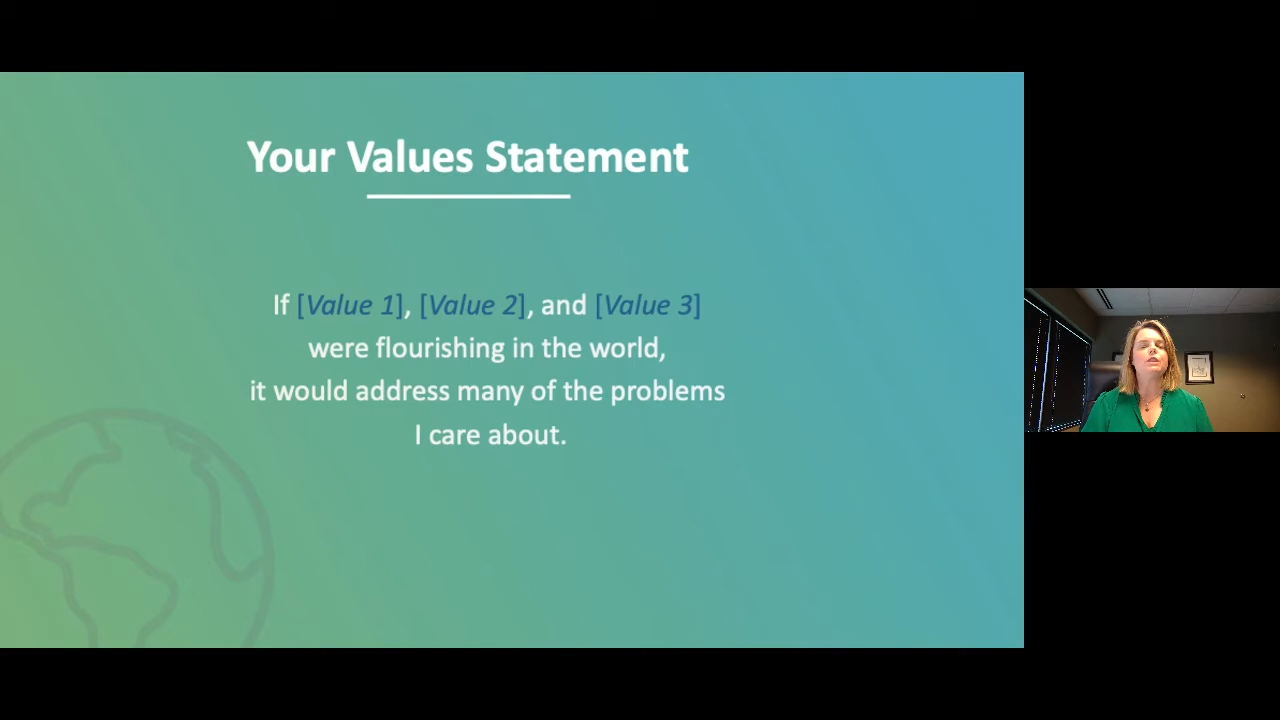 Your Values Statement
If [Value 1], [Value 2], and [Value 3]
were flourishing in the world,
it would address many of the problems
I care about.